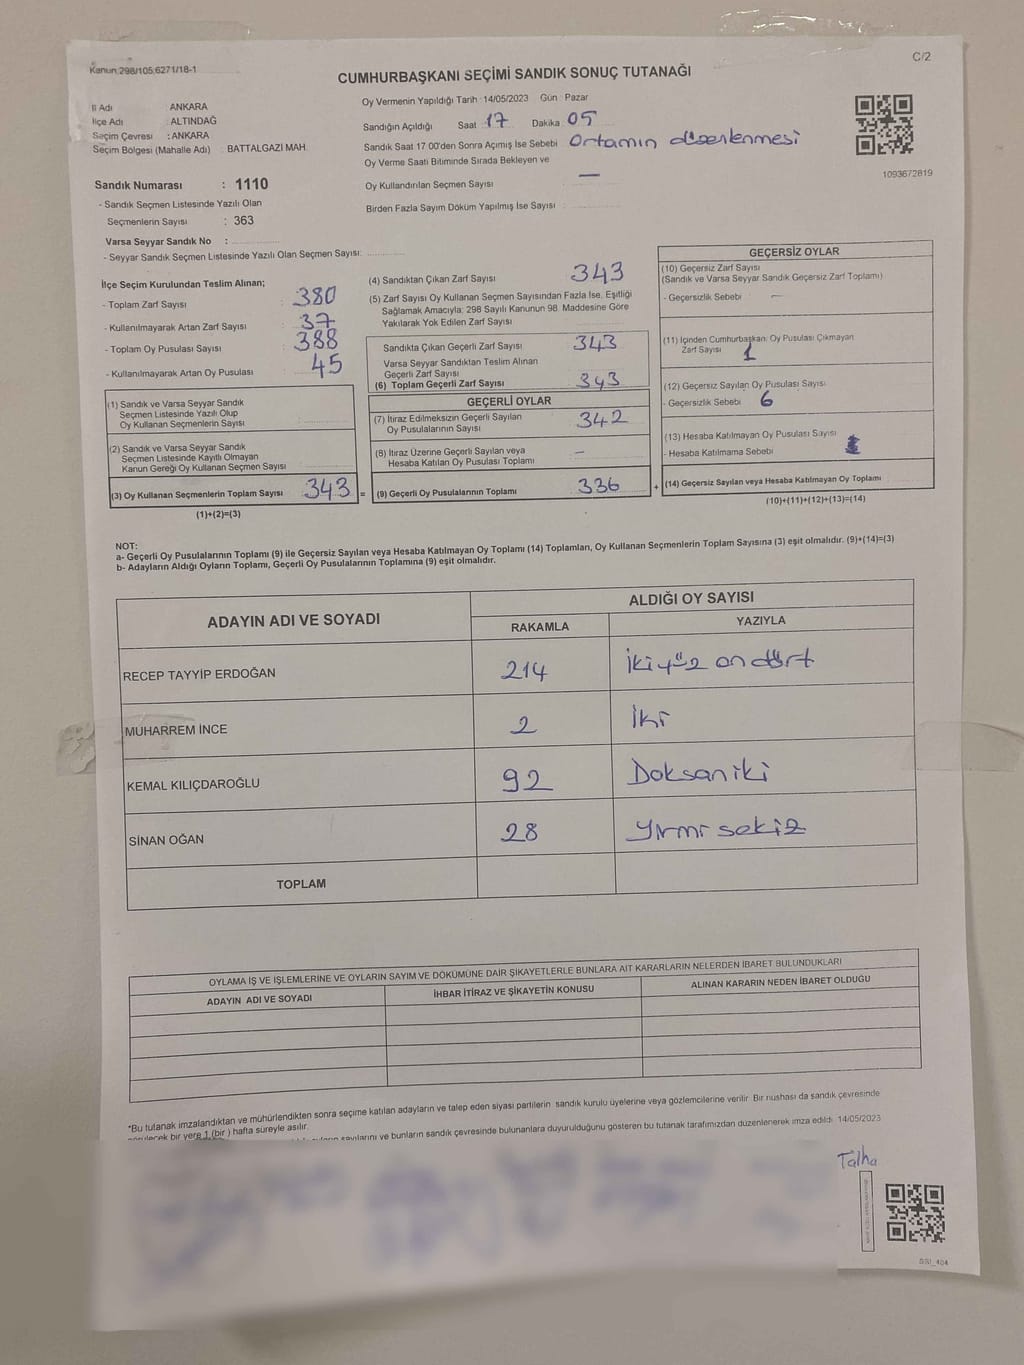 Kanun 298/105;6271/18-1
C/2
CUMHURBAŞKANI SEÇİMİ SANDIK SONUÇ TUTANAĞI
İl Adı ANKARA
İlçe Adı : ALTINDAĞ
Seçim Çevresi : ANKARA
Seçim Bölgesi (Mahalle Adı) : BATTALGAZİ MAH.
Oy Vermenin Yapıldığı Tarih : 14/05/2023 Gün : Pazar
Sandığın Açıldığı Saat 17 Dakika 05
Sandık Saat 17.00'den Sonra Açımış İse Sebebi Ortamın düzenlenmesi
Oy Verme Saati Bitiminde Sırada Bekleyen ve
Oy Kullandırılan Seçmen Sayısı —
Birden Fazla Sayım Döküm Yapılmış İse Sayısı :
1093672819
Sandık Numarası : 1110
- Sandık Seçmen Listesinde Yazılı Olan
Seçmenlerin Sayısı : 363
Varsa Seyyar Sandık No :
- Seyyar Sandık Seçmen Listesinde Yazılı Olan Seçmen Sayısı:
İlçe Seçim Kurulundan Teslim Alınan;
- Toplam Zarf Sayısı : 380
- Kullanılmayarak Artan Zarf Sayısı : 37
- Toplam Oy Pusulası Sayısı : 388
- Kullanılmayarak Artan Oy Pusulası : 45
(1) Sandık ve Varsa Seyyar Sandık
Seçmen Listesinde Yazılı Olup
Oy Kullanan Seçmenlerin Sayısı :
(2) Sandık ve Varsa Seyyar Sandık
Seçmen Listesinde Kayıtlı Olmayan
Kanun Gereği Oy Kullanan Seçmen Sayısı :
(3) Oy Kullanan Seçmenlerin Toplam Sayısı 343
(1)+(2)=(3)
(4) Sandıktan Çıkan Zarf Sayısı 343
(5) Zarf Sayısı Oy Kullanan Seçmen Sayısından Fazla İse, Eşitliği
Sağlamak Amacıyla; 298 Sayılı Kanunun 98. Maddesine Göre
Yakılarak Yok Edilen Zarf Sayısı
Sandıkta Çıkan Geçerli Zarf Sayısı : 343
Varsa Seyyar Sandıktan Teslim Alınan
Geçerli Zarf Sayısı :
(6) Toplam Geçerli Zarf Sayısı 343
=
GEÇERLİ OYLAR
(7) İtiraz Edilmeksizin Geçerli Sayılan
Oy Pusulalarının Sayısı : 342
(8) İtiraz Üzerine Geçerli Sayılan veya
Hesaba Katılan Oy Pusulası Toplamı : —
(9) Geçerli Oy Pusulalarının Toplamı : 336
+
GEÇERSİZ OYLAR
(10) Geçersiz Zarf Sayısı
(Sandık ve Varsa Seyyar Sandık Geçersiz Zarf Toplamı)
- Geçersizlik Sebebi : —
(11) İçinden Cumhurbaşkanı Oy Pusulası Çıkmayan
Zarf Sayısı 1
(12) Geçersiz Sayılan Oy Pusulası Sayısı
- Geçersizlik Sebebi : 6
(13) Hesaba Katılmayan Oy Pusulası Sayısı
- Hesaba Katılmama Sebebi :
(14) Geçersiz Sayılan veya Hesaba Katılmayan Oy Toplamı
(10)+(11)+(12)+(13)=(14)
NOT:
a- Geçerli Oy Pusulalarının Toplamı (9) ile Geçersiz Sayılan veya Hesaba Katılmayan Oy Toplamı (14) Toplamları, Oy Kullanan Seçmenlerin Toplam Sayısına (3) eşit olmalıdır. (9)+(14)=(3)
b- Adayların Aldığı Oyların Toplamı, Geçerli Oy Pusulalarının Toplamına (9) eşit olmalıdır.
ADAYIN ADI VE SOYADI
ALDIĞI OY SAYISI
RAKAMLA YAZIYLA
RECEP TAYYİP ERDOĞAN 214 İkiyüz on dört
MUHARREM İNCE 2 İki
KEMAL KILIÇDAROĞLU 92 Doksaniki
SİNAN OĞAN 28 yirmi sekiz
TOPLAM
OYLAMA İŞ VE İŞLEMLERİNE VE OYLARIN SAYIM VE DÖKÜMÜNE DAİR ŞİKAYETLERLE BUNLARA AİT KARARLARIN NELERDEN İBARET BULUNDUKLARI
ADAYIN ADI VE SOYADI İHBAR İTİRAZ VE ŞİKAYETİN KONUSU ALINAN KARARIN NEDEN İBARET OLDUĞU
*Bu tutanak imzalandıktan ve mühürlendikten sonra seçime katılan adayların ve talep eden siyasi partilerin sandık kurulu üyelerine veya gözlemcilerine verilir. Bir nüshası da sandık çevresinde
görülecek bir yere 1 (bir) hafta süreyle asılır.
sayılarını ve bunların sandık çevresinde bulunanlara duyurulduğunu gösteren bu tutanak tarafımızdan düzenlenerek imza edildi. 14/05/2023
Talha